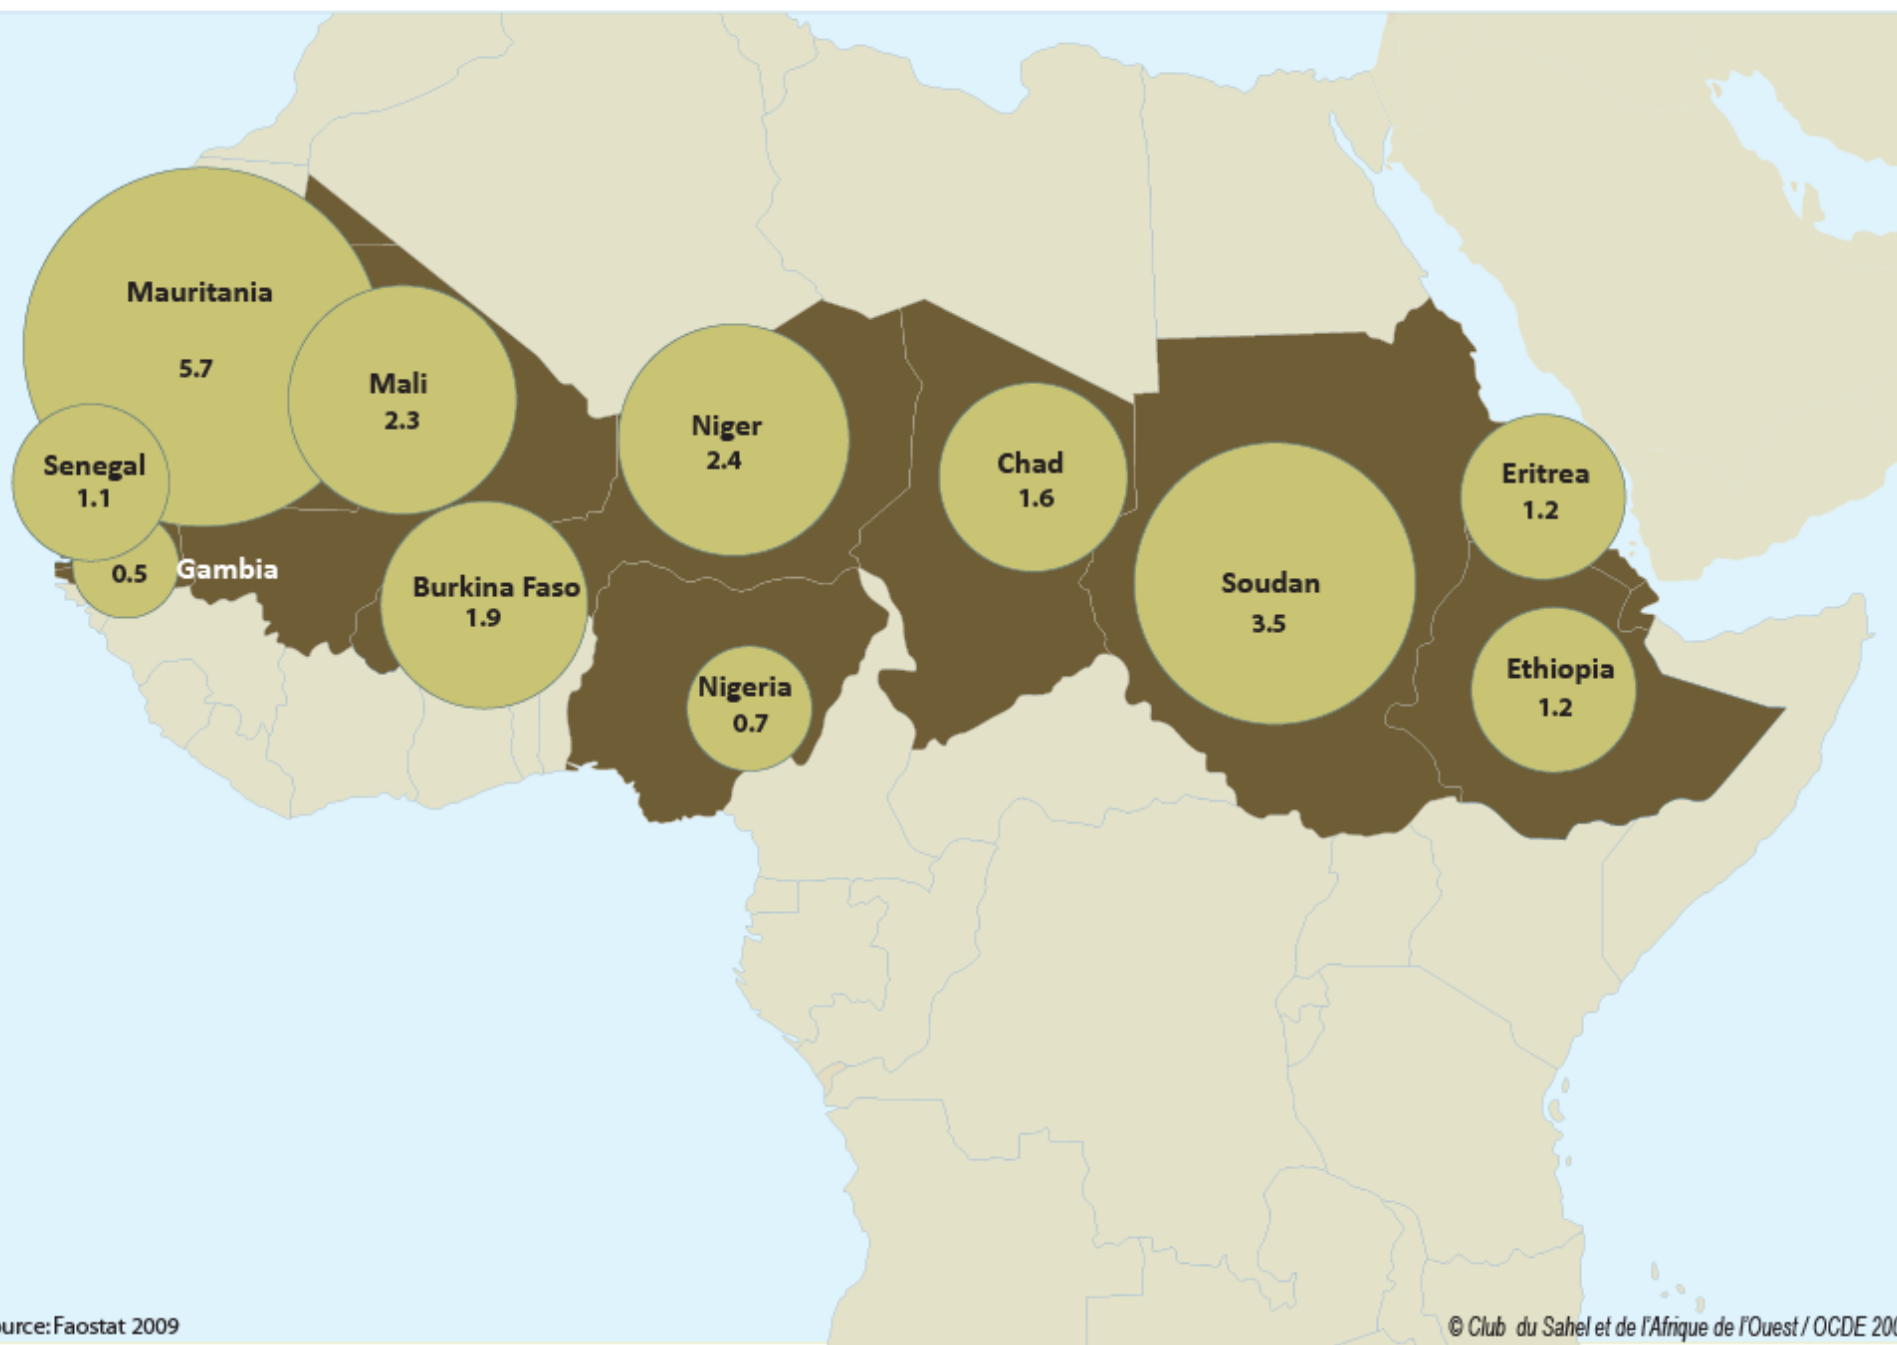 Mauritania
5.7
Mali
2.3
Niger
2.4
Senegal
1.1
Chad
1.6
Eritrea
1.2
0.5 Gambia
Burkina Faso
1.9
Soudan
3.5
Nigeria
0.7
Ethiopia
1.2
urce: Faostat 2009
© Club du Sahel et de l'Afrique de l'Ouest / OCDE 200